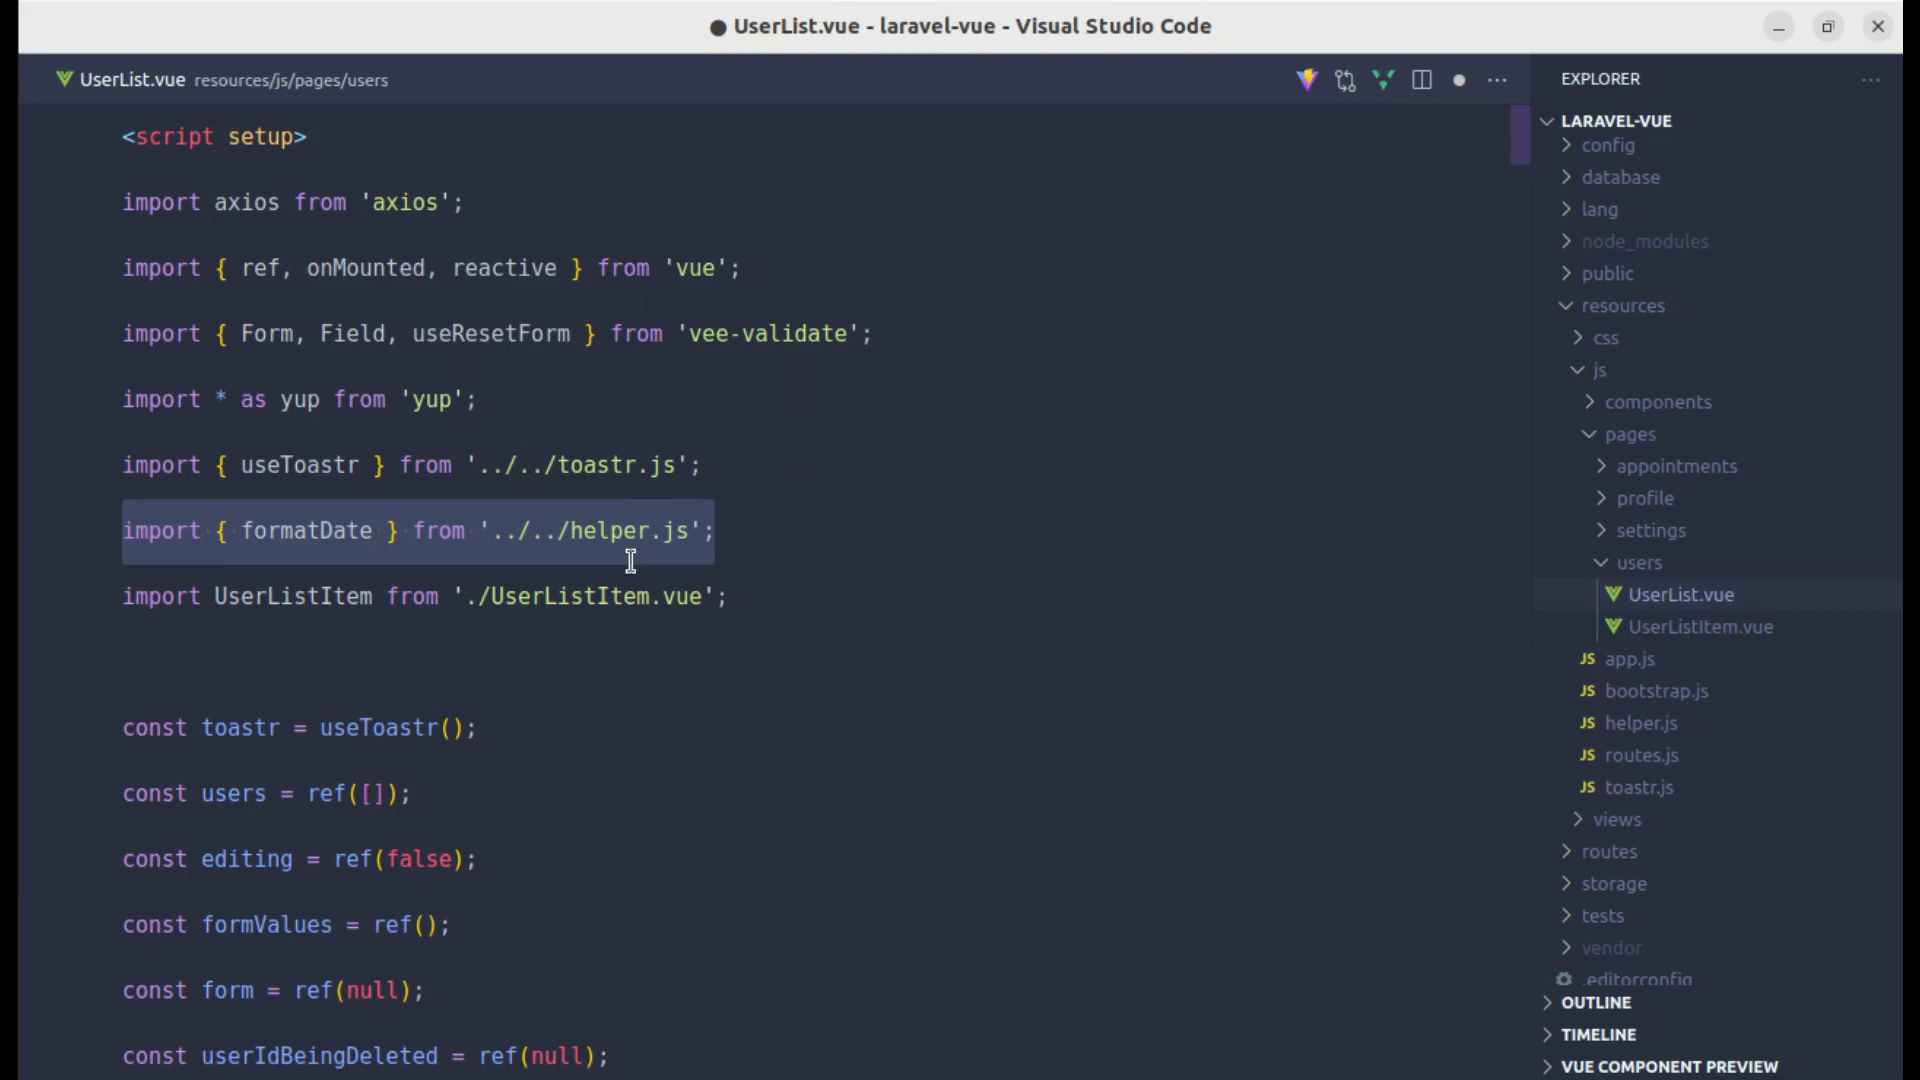 ● UserList.vue - laravel-vue - Visual Studio Code
UserList.vue resources/js/pages/users
<script setup>
import axios from 'axios';
import { ref, onMounted, reactive } from 'vue';
import { Form, Field, useResetForm } from 'vee-validate';
import * as yup from 'yup';
import { useToastr } from '../../toastr.js';
import { formatDate } from '../../helper.js';
import UserListItem from './UserListItem.vue';
const toastr = useToastr();
const users = ref([]);
const editing = ref(false);
const formValues = ref();
const form = ref(null);
const userIdBeingDeleted = ref(null);
EXPLORER
LARAVEL-VUE
config
database
lang
node_modules
public
resources
css
js
components
pages
appointments
profile
settings
users
UserList.vue
UserListItem.vue
JS app.js
JS bootstrap.js
JS helper.js
JS routes.js
JS toastr.js
views
routes
storage
tests
vendor
.editorconfig
OUTLINE
TIMELINE
VUE COMPONENT PREVIEW